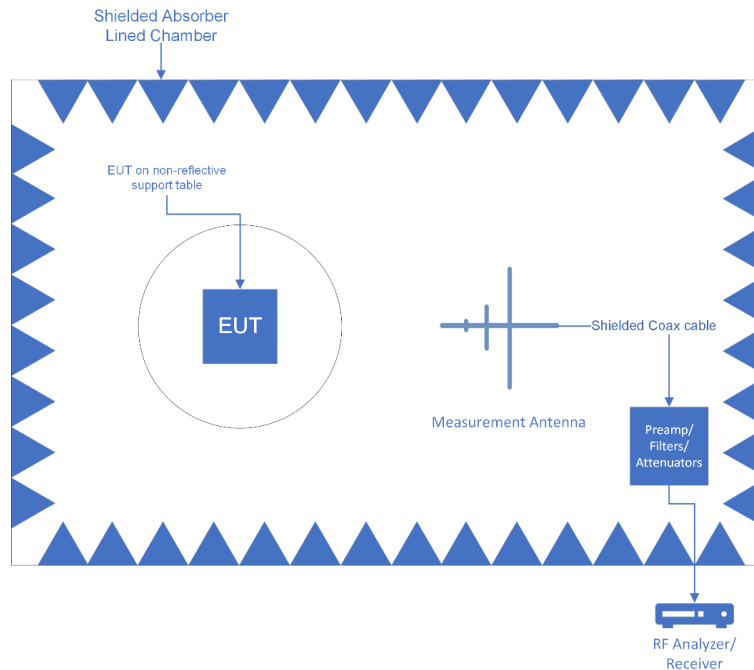 Shielded Absorber
Lined Chamber
EUT on non-reflective
support table
EUT
Shielded Coax cable
Measurement Antenna
Preamp/
Filters/
Attenuators
RF Analyzer/
Receiver